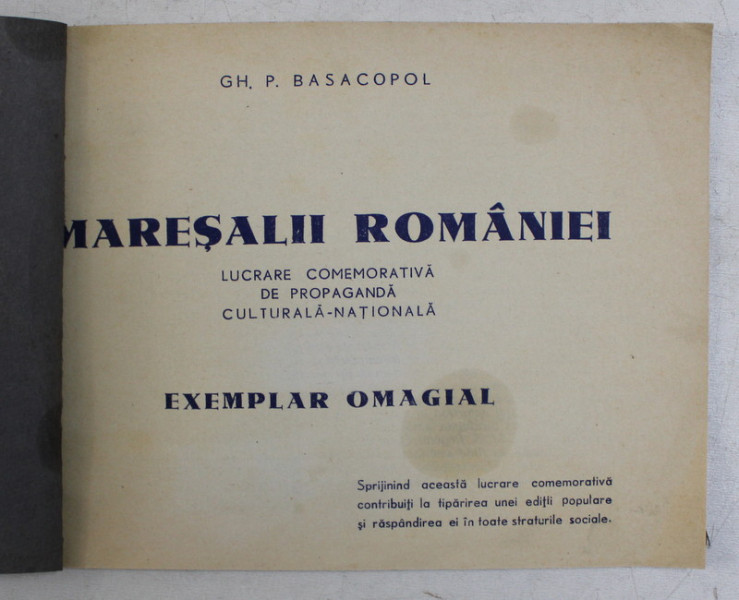 GH. P. BASACOPOL
MAREŞALII ROMÂNIEI
LUCRARE COMEMORATIVĂ
DE PROPAGANDĂ
CULTURALĂ-NAŢIONALĂ
EXEMPLAR OMAGIAL
Sprijinind această lucrare comemorativă
contribuiţi la tipărirea unei ediţii populare
şi răspândirea ei în toate straturile sociale.